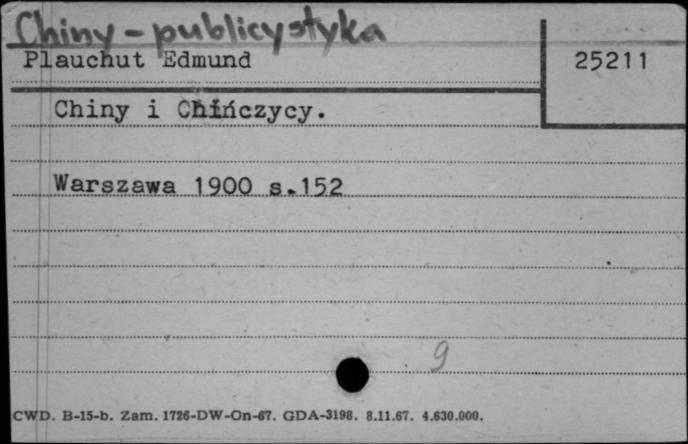 Chiny - publicystyka
Plauchut Edmund
25211
Chiny i Chińczycy.
Warszawa 1900 s.152
9
CWD. B-15-b. Zam. 1726-DW-On-67. GDA-3198. 8.11.67. 4.630.000.